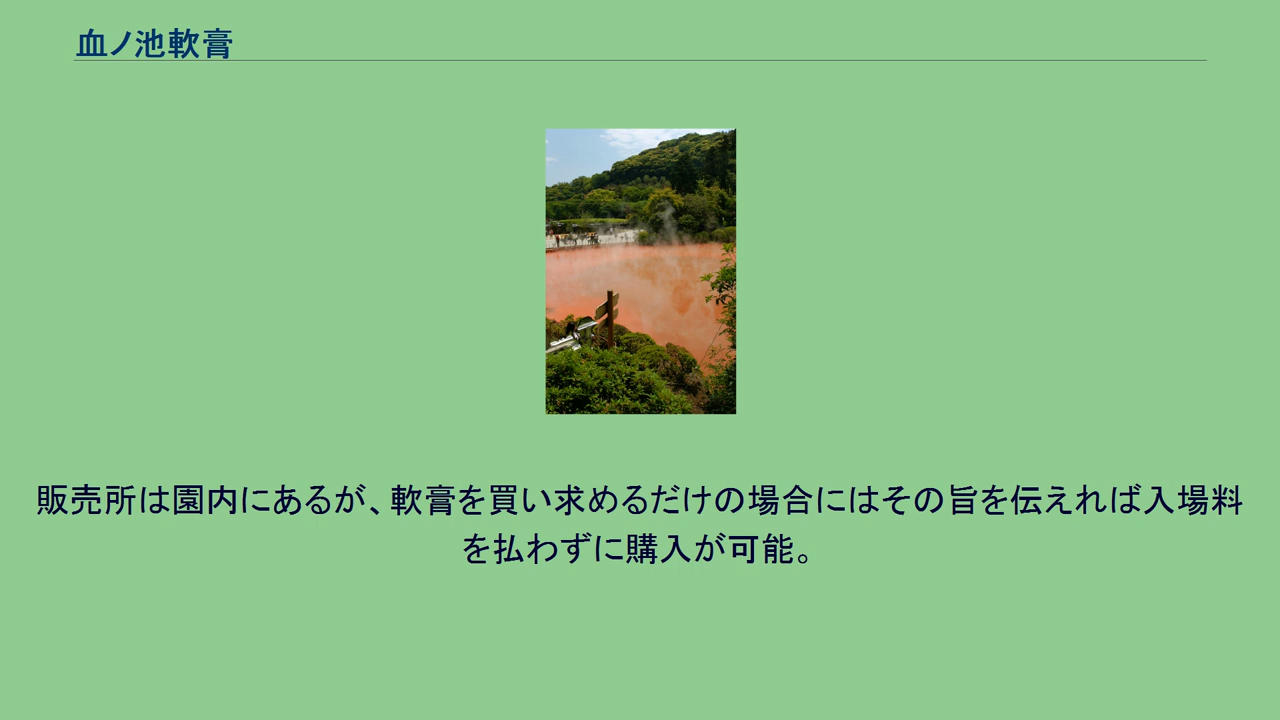 血ノ池軟膏
販売所は園内にあるが、軟膏を買い求めるだけの場合にはその旨を伝えれば入場料
を払わずに購入が可能。